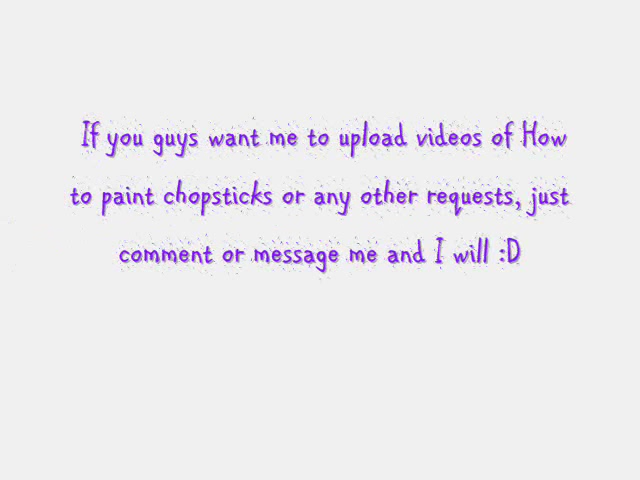 If you guys want me to upload videos of How
to paint chopsticks or any other requests, just
comment or message me and I will :D